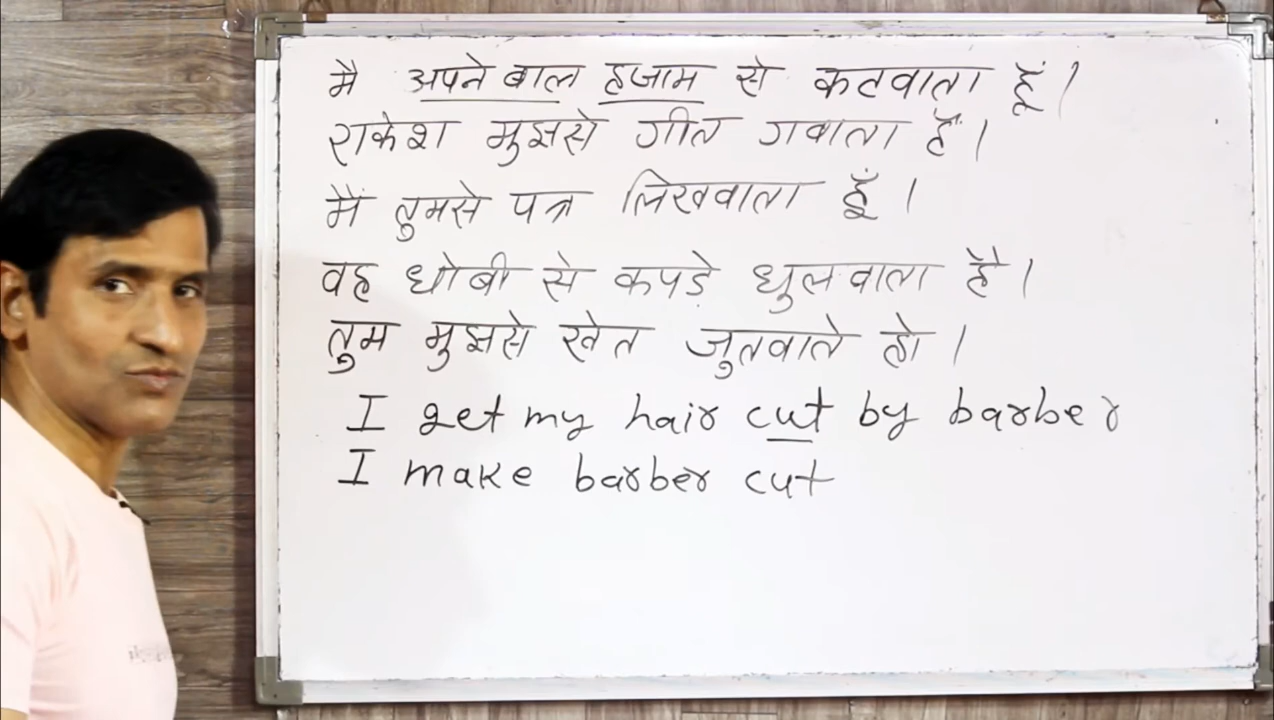 मै अपने बाल हजाम से कटवाता हूं।
राकेश मुझसे गीत गवाता है।
मैं तुमसे पत्र लिखवाता हूँ।
वह धोबी से कपड़े धुलवाता है।
तुम मुझसे खेत जुतवाते हो।
I get my hair cut by barber
I make barber cut